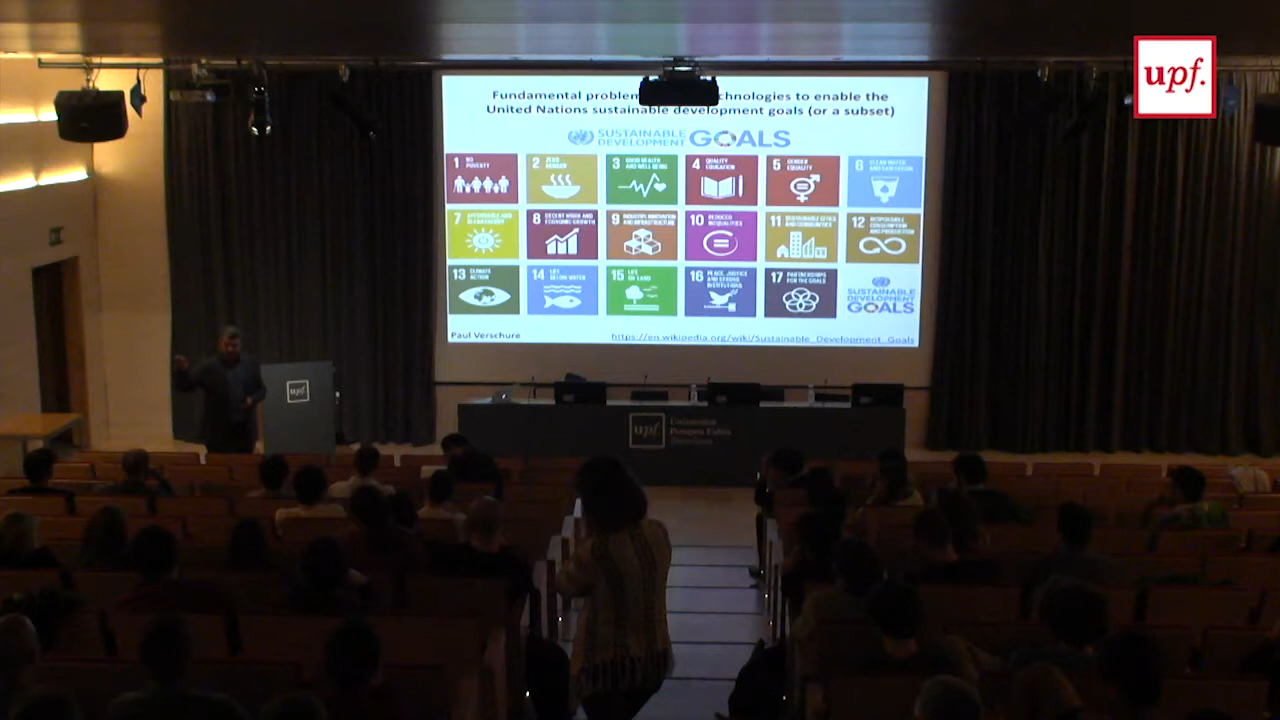 upf.
Fundamental problem chnologies to enable the
United Nations sustainable development goals (or a subset)
SUSTAINABLE
DEVELOPMENT
GOALS
1 NO
POVERTY
2 ZERO
HUNGER
3 GOOD HEALTH
AND WELL-BEING
4 QUALITY
EDUCATION
5 GENDER
EQUALITY
6 CLEAN WATER
AND SANITATION
7 AFFORDABLE AND
CLEAN ENERGY
8 DECENT WORK AND
ECONOMIC GROWTH
9 INDUSTRY, INNOVATION
AND INFRASTRUCTURE
10 REDUCED
INEQUALITIES
11 SUSTAINABLE CITIES
AND COMMUNITIES
12 RESPONSIBLE
CONSUMPTION
AND PRODUCTION
13 CLIMATE
ACTION
14 LIFE
BELOW WATER
15 LIFE
ON LAND
16 PEACE, JUSTICE
AND STRONG
INSTITUTIONS
17 PARTNERSHIPS
FOR THE GOALS
SUSTAINABLE
DEVELOPMENT
GOALS
Paul Verschure
https://en.wikipedia.org/wiki/Sustainable_Development_Goals
upf.
upf.
Universitat
Pompeu Fabra
Barcelona